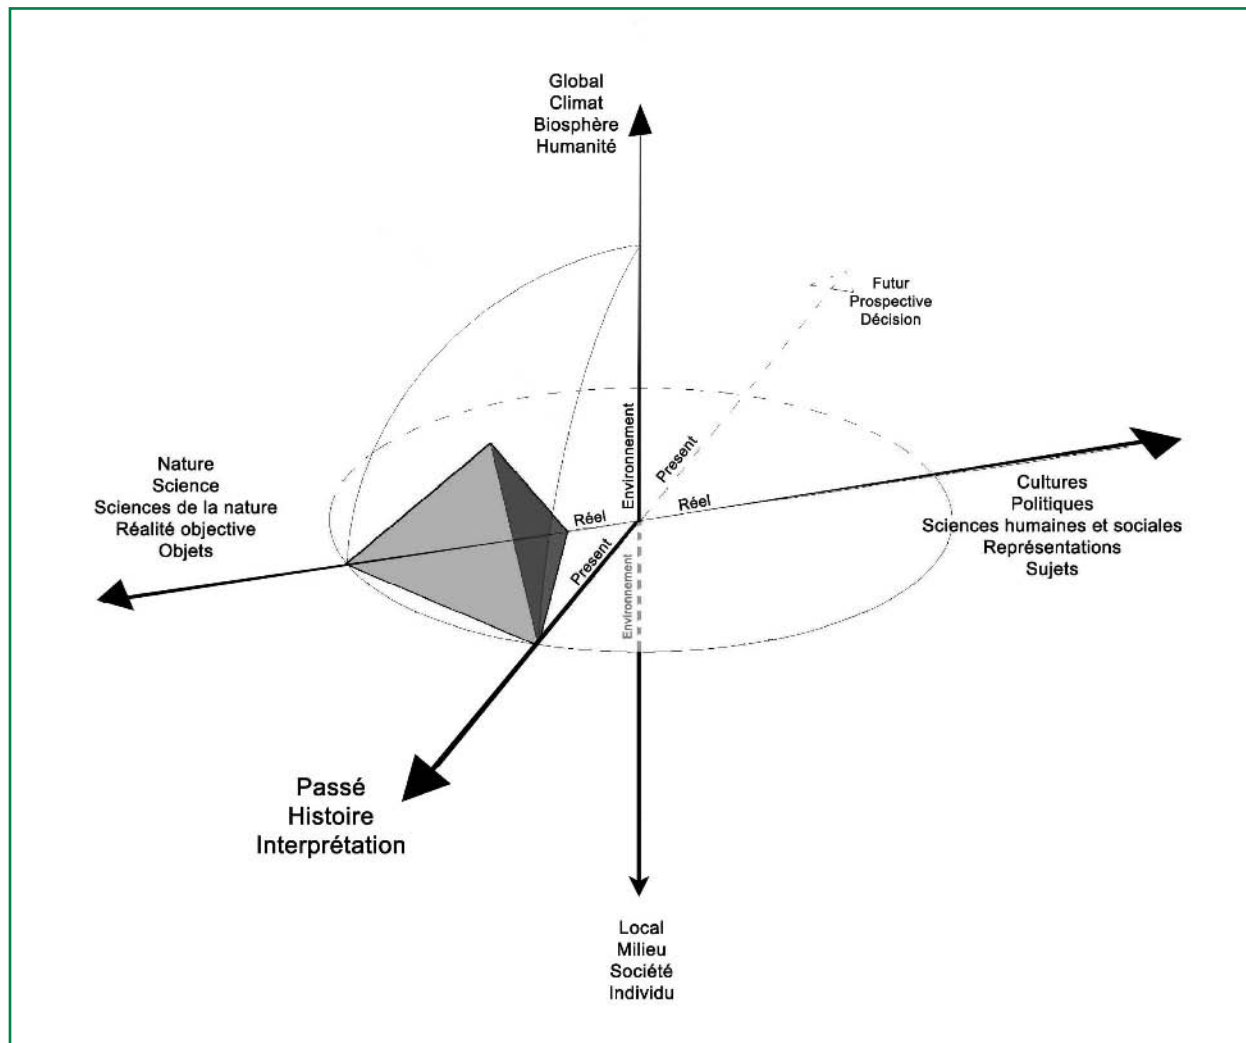 Global
Climat
Biosphère
Humanité
Futur
Prospective
Décision
Environnement
Present
Nature
Science
Sciences de la nature
Réalité objective
Objets
Réel
Réel
Cultures
Politiques
Sciences humaines et sociales
Représentations
Sujets
Present
Environnement
Passé
Histoire
Interprétation
Local
Milieu
Société
Individu